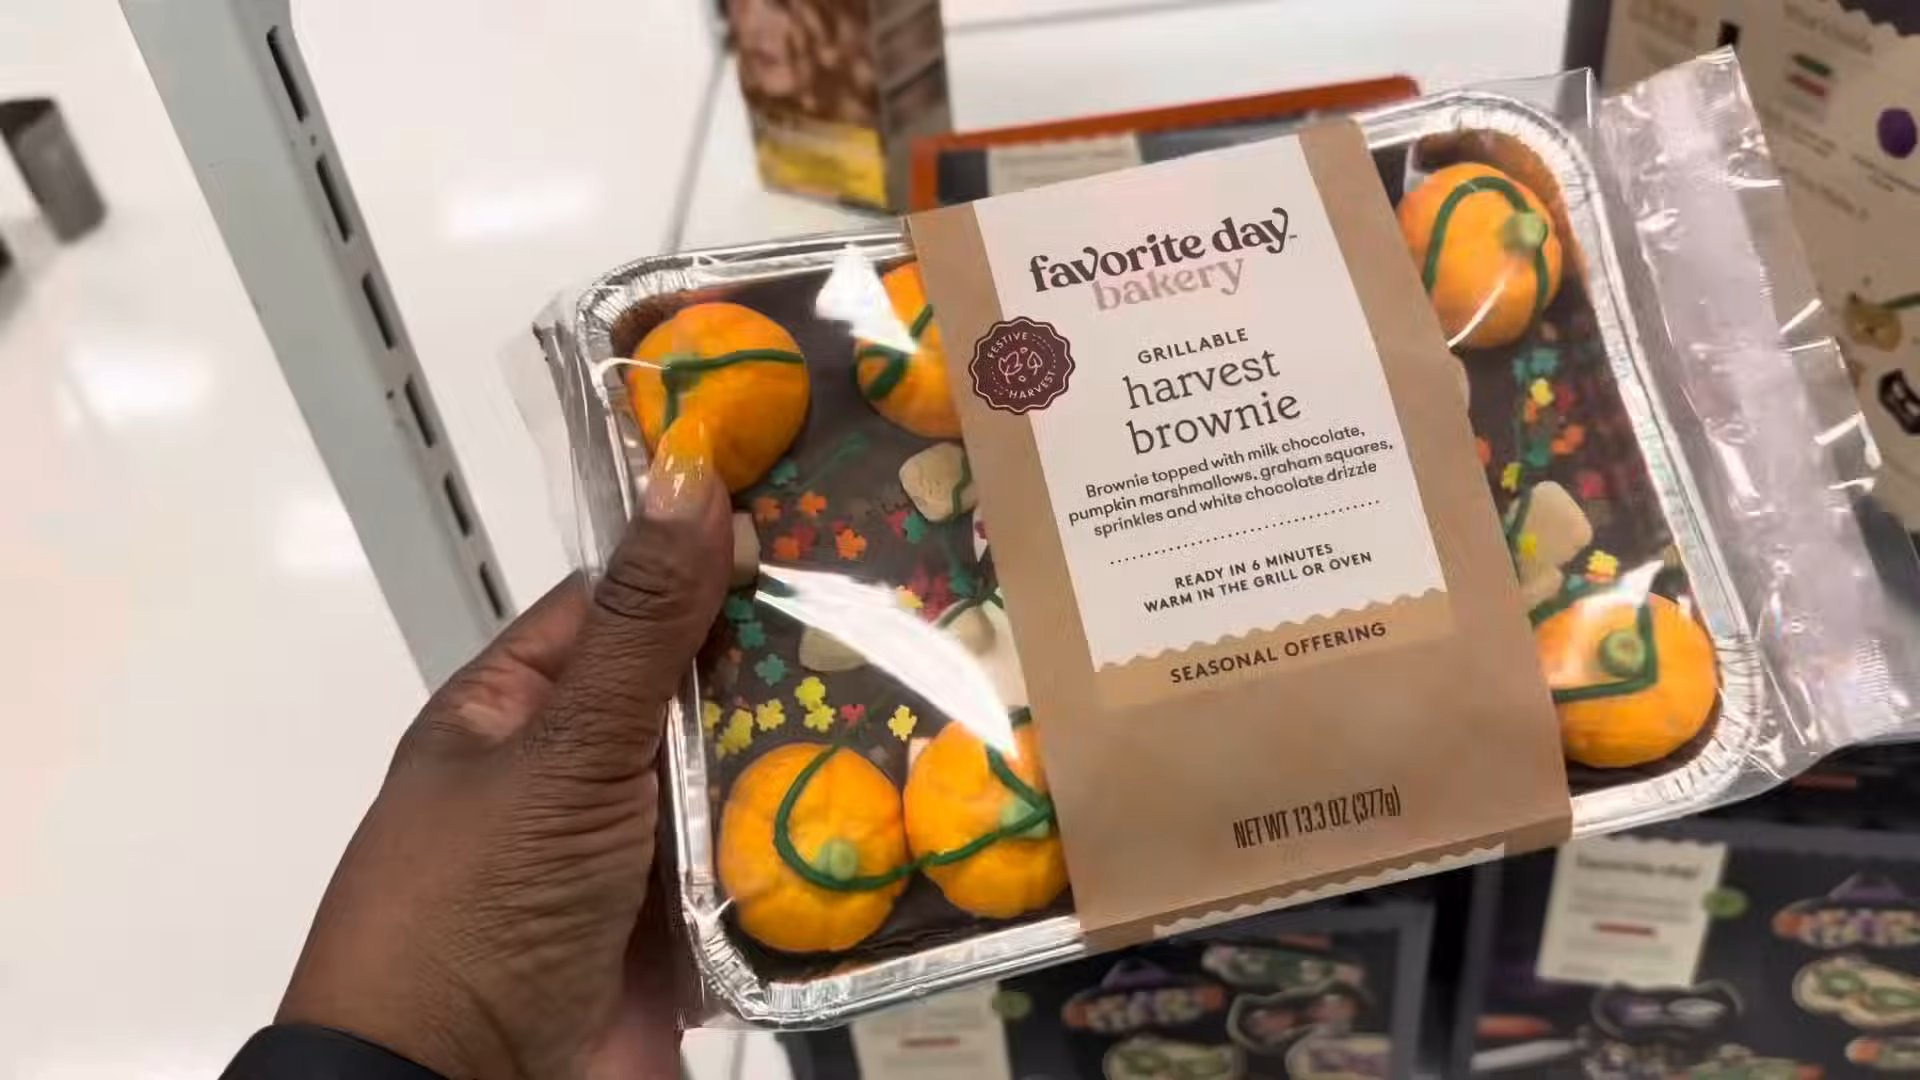 favorite day™
bakery
FESTIVE
HARVEST
GRILLABLE
harvest
brownie
Brownie topped with milk chocolate,
pumpkin marshmallows, graham squares,
sprinkles and white chocolate drizzle
READY IN 6 MINUTES
WARM IN THE GRILL OR OVEN
SEASONAL OFFERING
NET WT 13.3 OZ (377g)